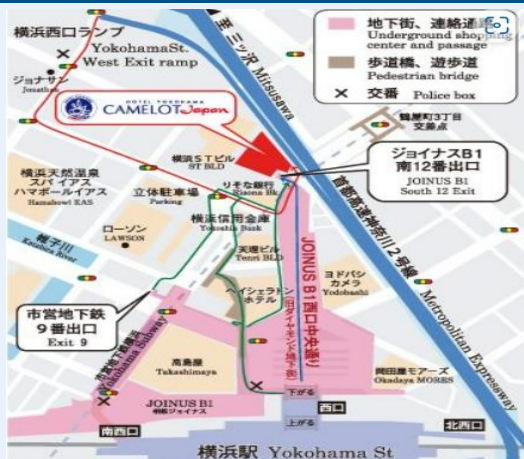 横浜西口ランプ
YokohamaSt.
West Exit ramp
至三ッ沢 Mitsusawa
地下街、連絡通路
Underground shopping
center and passage
歩道橋、遊歩道
Pedestrian bridge
交番 Police box
ジョナサン
Jonathan
HOTEL YOKOHAMA
CAMELOT Japan
鶴屋町3丁目
交差点
横浜STビル
ST BLD
ジョイナスB1
南12番出口
JOINUS B1
South 12 Exit
横浜天然温泉
スパ イアス
ハマボールイアス
Hamabowl EAS
立体駐車場
Parking
りそな銀行
Risona Bk
横浜信用金庫
Yokoshin Bank
首都高速神奈川2号線
Metropolitan Expressway
帷子川
Katabira River
ローソン
LAWSON
天理ビル
Tenri BLD
JOINUS B1西口中央通り
(旧ダイヤモンド地下街)
ヨドバシ
カメラ
Yodobashi
ベイシェラトン
ホテル
市営地下鉄
9番出口
Exit 9
市営地下鉄横浜
Yokohama Subway
高島屋
Takashimaya
岡田屋モアーズ
Okadaya MORES
JOINUS B1
相鉄ジョイナス
下がる
西口
上がる
南西口
北西口
横浜駅 Yokohama St